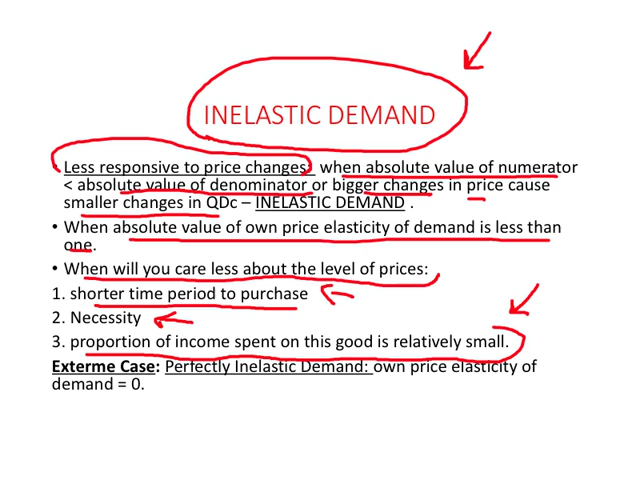 INELASTIC DEMAND
• Less responsive to price changes: when absolute value of numerator
< absolute value of denominator or bigger changes in price cause
smaller changes in QDc – INELASTIC DEMAND .
• When absolute value of own price elasticity of demand is less than
one.
• When will you care less about the level of prices:
1. shorter time period to purchase
2. Necessity
3. proportion of income spent on this good is relatively small.
Exterme Case: Perfectly Inelastic Demand: own price elasticity of
demand = 0.